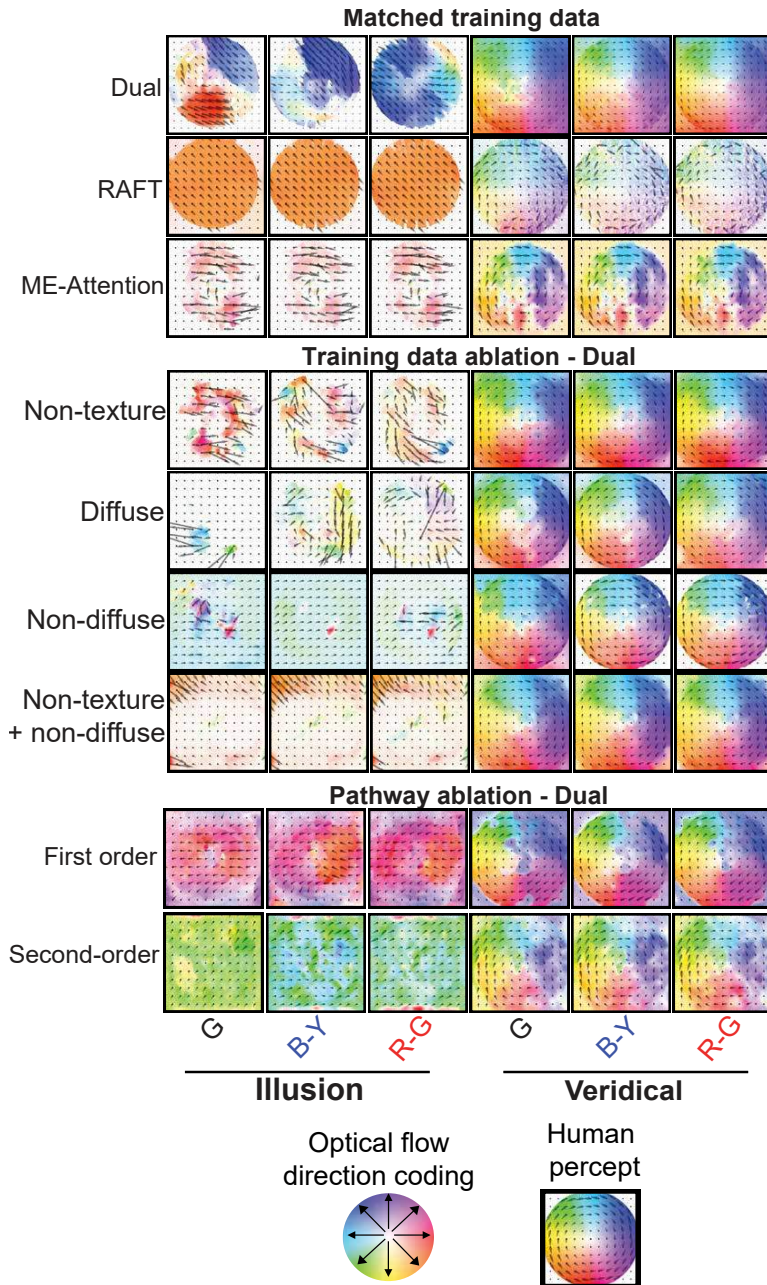 Matched training data
Dual
RAFT
ME-Attention
Training data ablation - Dual
Non-texture
Diffuse
Non-diffuse
Non-texture
+ non-diffuse
Pathway ablation - Dual
First order
Second-order
G
B-Y
R-G
G
B-Y
R-G
Illusion
Veridical
Optical flow
direction coding
Human
percept